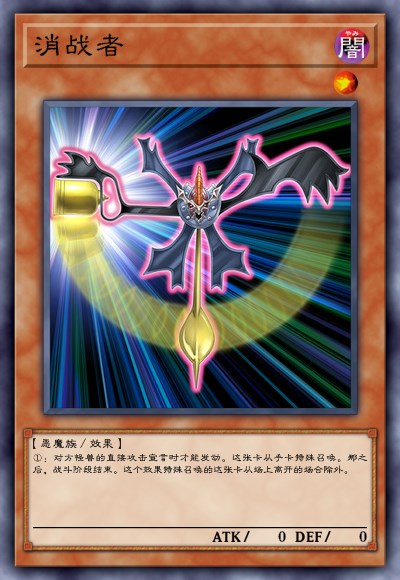 消战者
やみ
闇
【恶魔族／效果】
①：对方怪兽的直接攻击宣言时才能发动。这张卡从手卡特殊召唤。那之
后，战斗阶段结束。这个效果特殊召唤的这张卡从场上离开的场合除外。
ATK/ 0 DEF/ 0